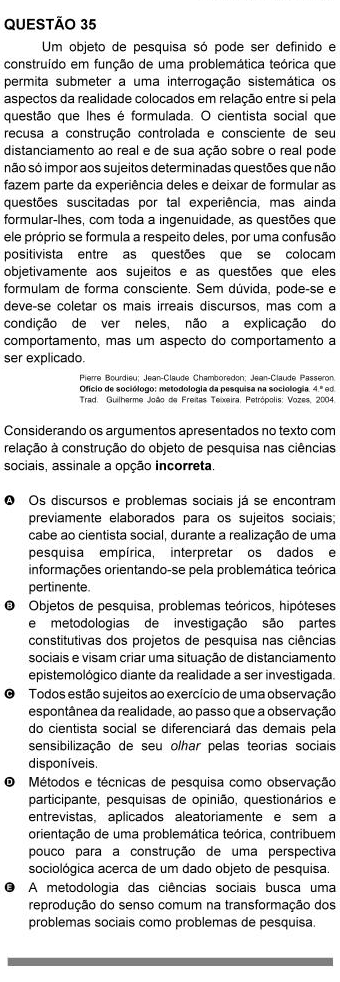 QUESTÃO 35
Um objeto de pesquisa só pode ser definido e
construído em função de uma problemática teórica que
permita submeter a uma interrogação sistemática os
aspectos da realidade colocados em relação entre si pela
questão que lhes é formulada. O cientista social que
recusa a construção controlada e consciente de seu
distanciamento ao real e de sua ação sobre o real pode
não só impor aos sujeitos determinadas questões que não
fazem parte da experiência deles e deixar de formular as
questões suscitadas por tal experiência, mas ainda
formular-lhes, com toda a ingenuidade, as questões que
ele próprio se formula a respeito deles, por uma confusão
positivista entre as questões que se colocam
objetivamente aos sujeitos e as questões que eles
formulam de forma consciente. Sem dúvida, pode-se e
deve-se coletar os mais irreais discursos, mas com a
condição de ver neles, não a explicação do
comportamento, mas um aspecto do comportamento a
ser explicado.
Pierre Bourdieu; Jean-Claude Chamboredon; Jean-Claude Passeron.
Ofício de sociólogo: metodologia da pesquisa na sociologia. 4.ª ed.
Trad. Guilherme João de Freitas Teixeira. Petrópolis: Vozes, 2004.
Considerando os argumentos apresentados no texto com
relação à construção do objeto de pesquisa nas ciências
sociais, assinale a opção incorreta.
A Os discursos e problemas sociais já se encontram
previamente elaborados para os sujeitos sociais;
cabe ao cientista social, durante a realização de uma
pesquisa empírica, interpretar os dados e
informações orientando-se pela problemática teórica
pertinente.
B Objetos de pesquisa, problemas teóricos, hipóteses
e metodologias de investigação são partes
constitutivas dos projetos de pesquisa nas ciências
sociais e visam criar uma situação de distanciamento
epistemológico diante da realidade a ser investigada.
C Todos estão sujeitos ao exercício de uma observação
espontânea da realidade, ao passo que a observação
do cientista social se diferenciará das demais pela
sensibilização de seu olhar pelas teorias sociais
disponíveis.
D Métodos e técnicas de pesquisa como observação
participante, pesquisas de opinião, questionários e
entrevistas, aplicados aleatoriamente e sem a
orientação de uma problemática teórica, contribuem
pouco para a construção de uma perspectiva
sociológica acerca de um dado objeto de pesquisa.
E A metodologia das ciências sociais busca uma
reprodução do senso comum na transformação dos
problemas sociais como problemas de pesquisa.